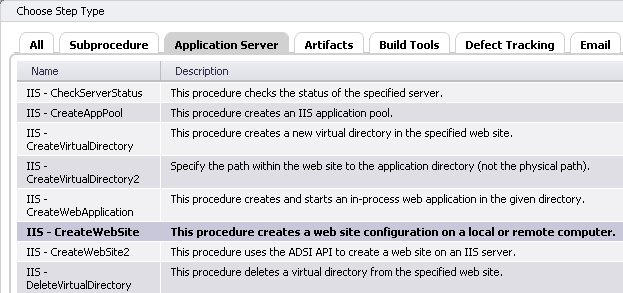 Choose Step Type
All Subprocedure Application Server Artifacts Build Tools Defect Tracking Email
Name Description
IIS - CheckServerStatus This procedure checks the status of the specified server.
IIS - CreateAppPool This procedure creates an IIS application pool.
IIS - This procedure creates a new virtual directory in the specified web site.
CreateVirtualDirectory
IIS - Specify the path within the web site to the application directory (not the physical path).
CreateVirtualDirectory2
IIS - This procedure creates and starts an in-process web application in the given directory.
CreateWebApplication
IIS - CreateWebSite This procedure creates a web site configuration on a local or remote computer.
IIS - CreateWebSite2 This procedure uses the ADSI API to create a web site on an IIS server.
IIS - This procedure deletes a virtual directory from the specified web site.
DeleteVirtualDirectory